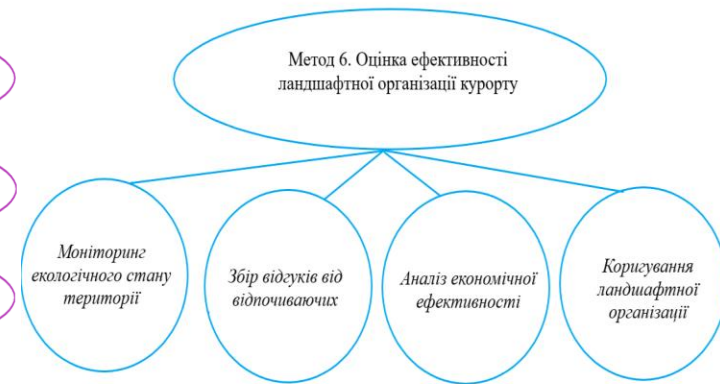 Метод 6. Оцінка ефективності
ландшафтної організації курорту
Моніторинг
екологічного стану
території
Збір відгуків від
відпочиваючих
Аналіз економічної
ефективності
Коригування
ландшафтної
організації